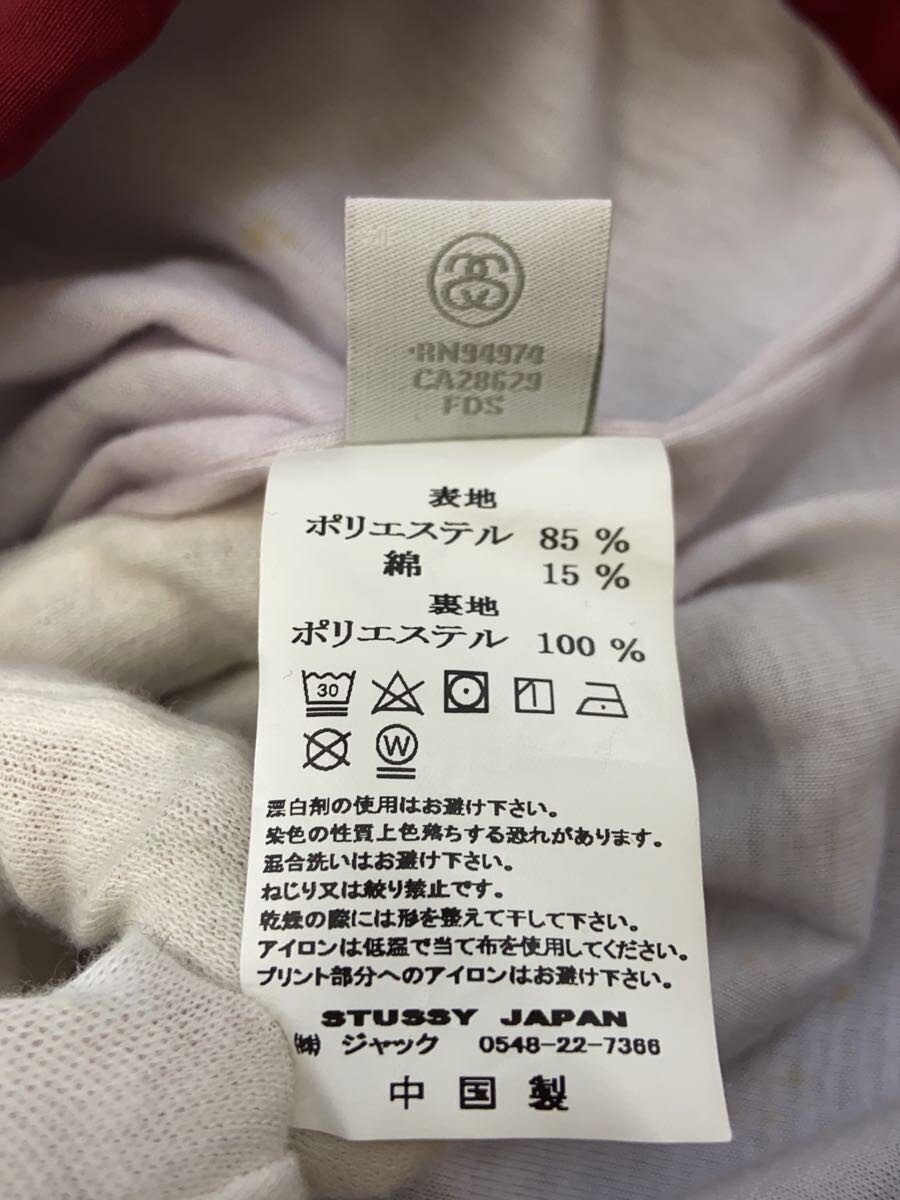 ·RN94974
CA28629
FDS
表地
ポリエステル 85 %
綿 15 %
裏地
ポリエステル 100 %
30
W
漂白剤の使用はお避け下さい。
染色の性質上色落ちする恐れがあります。
混合洗いはお避け下さい。
ねじり又は絞り禁止です。
乾燥の際には形を整えて干して下さい。
アイロンは低温で当て布を使用してください。
プリント部分へのアイロンはお避け下さい。
STUSSY JAPAN
㈱ ジャック 0548-22-7366
中国製